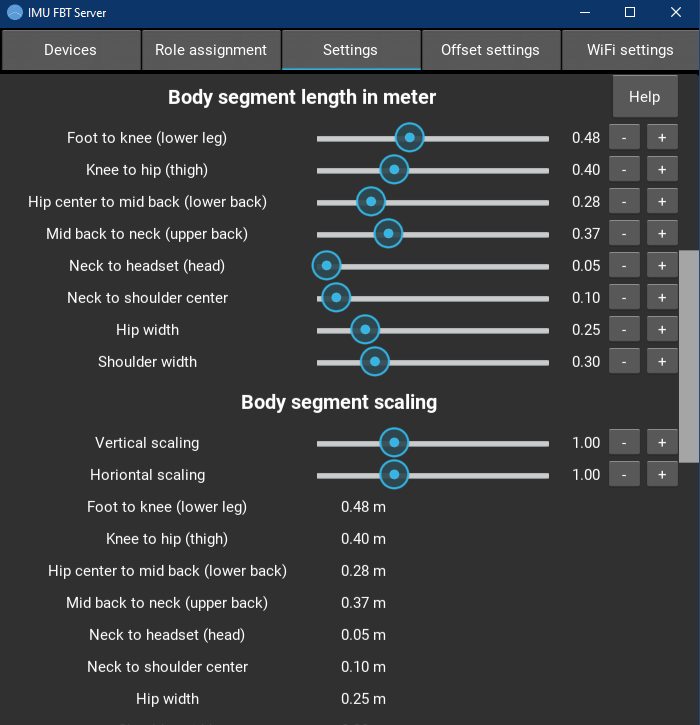 IMU FBT Server
Devices Role assignment Settings Offset settings WiFi settings
Body segment length in meter Help
Foot to knee (lower leg) 0.48 - +
Knee to hip (thigh) 0.40 - +
Hip center to mid back (lower back) 0.28 - +
Mid back to neck (upper back) 0.37 - +
Neck to headset (head) 0.05 - +
Neck to shoulder center 0.10 - +
Hip width 0.25 - +
Shoulder width 0.30 - +
Body segment scaling
Vertical scaling 1.00 - +
Horiontal scaling 1.00 - +
Foot to knee (lower leg) 0.48 m
Knee to hip (thigh) 0.40 m
Hip center to mid back (lower back) 0.28 m
Mid back to neck (upper back) 0.37 m
Neck to headset (head) 0.05 m
Neck to shoulder center 0.10 m
Hip width 0.25 m